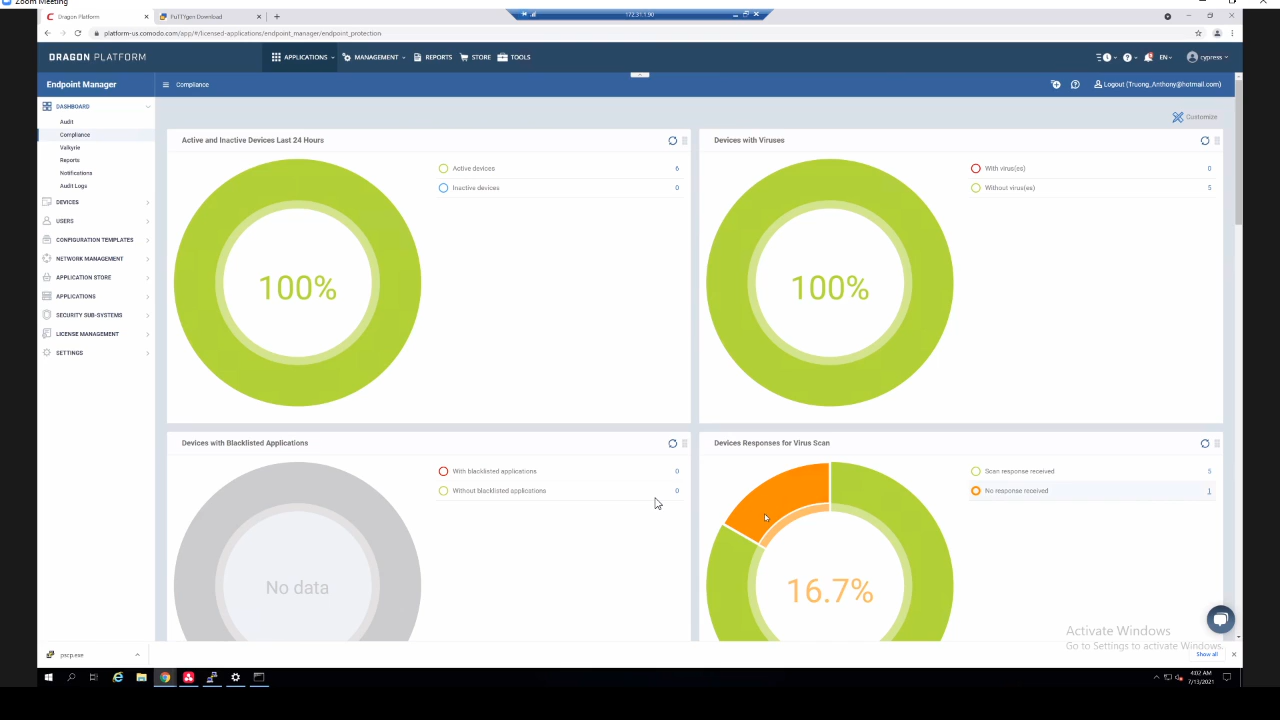 Zoom Meeting
Dragon Platform
PuTTYgen Download
172.31.1.90
platform-us.comodo.com/app/#/licensed-applications/endpoint_manager/endpoint_protection
DRAGON PLATFORM
APPLICATIONS
MANAGEMENT
REPORTS
STORE
TOOLS
EN
cypress
Endpoint Manager
Compliance
Logout (Truong_Anthony@hotmail.com)
DASHBOARD
Audit
Compliance
Valkyrie
Reports
Notifications
Audit Logs
DEVICES
USERS
CONFIGURATION TEMPLATES
NETWORK MANAGEMENT
APPLICATION STORE
APPLICATIONS
SECURITY SUB-SYSTEMS
LICENSE MANAGEMENT
SETTINGS
Customize
Active and Inactive Devices Last 24 Hours
Active devices 6
Inactive devices 0
100%
Devices with Viruses
With virus(es) 0
Without virus(es) 5
100%
Devices with Blacklisted Applications
With blacklisted applications 0
Without blacklisted applications 0
No data
Devices Responses for Virus Scan
Scan response received 5
No response received 1
16.7%
Activate Windows
Go to Settings to activate Windows.
pscp.exe
Show all
4:02 AM
7/13/2021